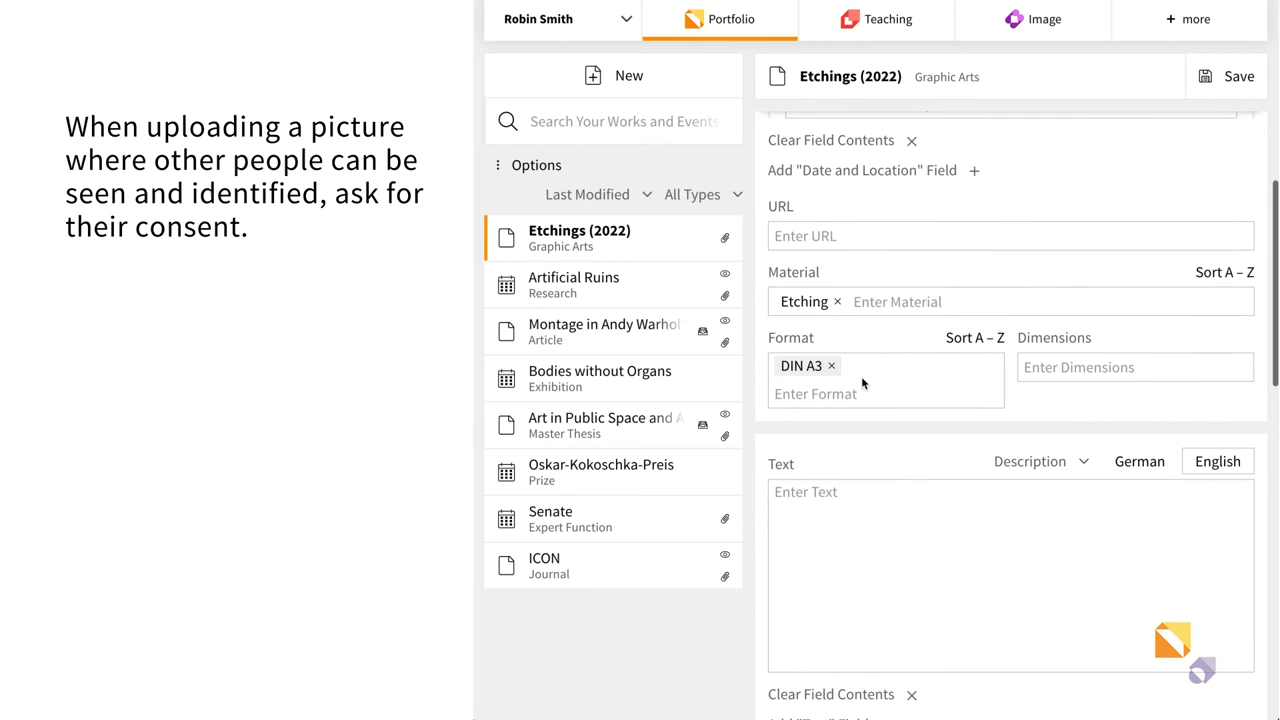 When uploading a picture
where other people can be
seen and identified, ask for
their consent.
Robin Smith
Portfolio
Teaching
Image
+ more
New
Search Your Works and Events
Options
Last Modified
All Types
Etchings (2022)
Graphic Arts
Artificial Ruins
Research
Montage in Andy Warhol
Article
Bodies without Organs
Exhibition
Art in Public Space and A
Master Thesis
Oskar-Kokoschka-Preis
Prize
Senate
Expert Function
ICON
Journal
Etchings (2022) Graphic Arts
Save
Clear Field Contents ×
Add "Date and Location" Field +
URL
Enter URL
Material Sort A – Z
Etching × Enter Material
Format Sort A – Z Dimensions
DIN A3 × Enter Dimensions
Enter Format
Text Description German English
Enter Text
Clear Field Contents ×